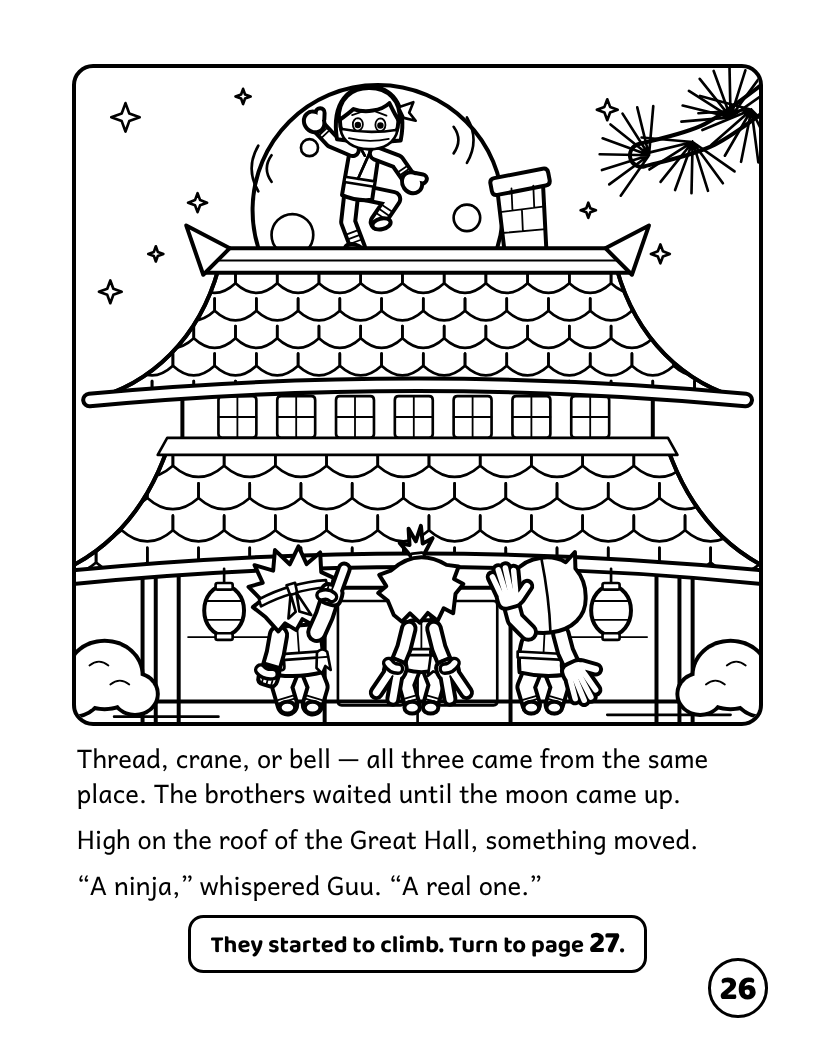 Thread, crane, or bell — all three came from the same
place. The brothers waited until the moon came up.
High on the roof of the Great Hall, something moved.
“A ninja,” whispered Guu. “A real one.”
They started to climb. Turn to page 27.
26